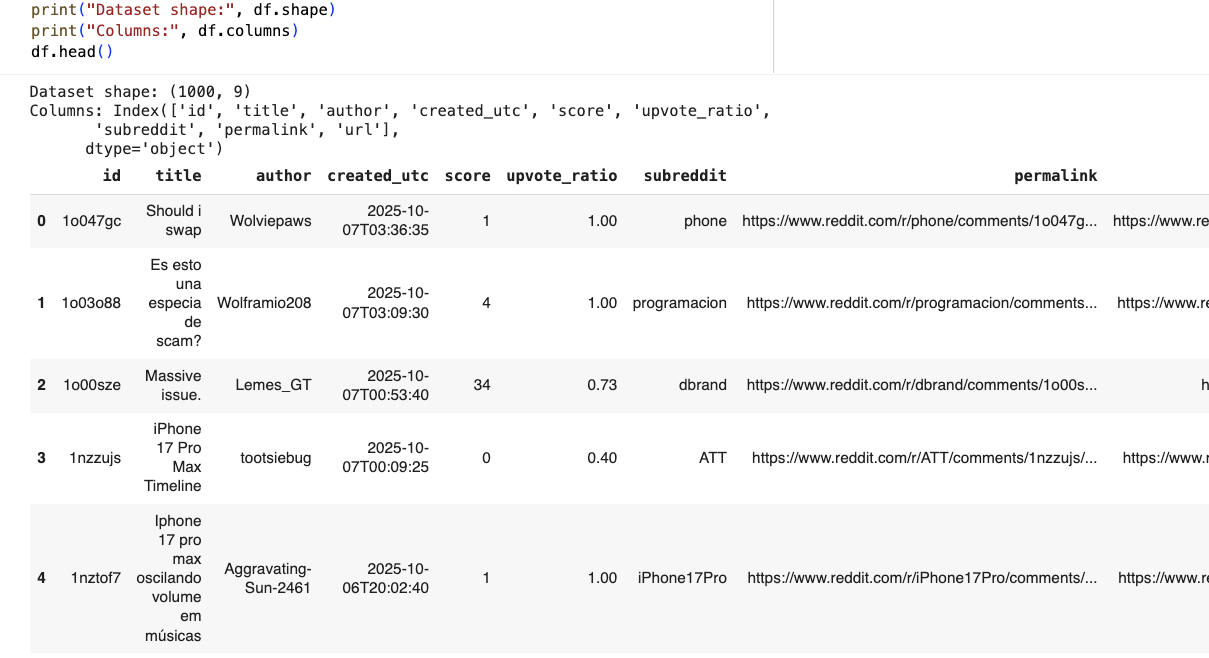 print("Dataset shape:", df.shape)
print("Columns:", df.columns)
df.head()
Dataset shape: (1000, 9)
Columns: Index(['id', 'title', 'author', 'created_utc', 'score', 'upvote_ratio',
'subreddit', 'permalink', 'url'],
dtype='object')
id title author created_utc score upvote_ratio subreddit permalink
0 1o047gc Should i swap Wolviepaws 2025-10-07T03:36:35 1 1.00 phone https://www.reddit.com/r/phone/comments/1o047g... https://www.re
1 1o03o88 Es esto una especia de scam? Wolframio208 2025-10-07T03:09:30 4 1.00 programacion https://www.reddit.com/r/programacion/comments... https://www.re
2 1o00sze Massive issue. Lemes_GT 2025-10-07T00:53:40 34 0.73 dbrand https://www.reddit.com/r/dbrand/comments/1o00s... h
3 1nzzujs iPhone 17 Pro Max Timeline tootsiebug 2025-10-07T00:09:25 0 0.40 ATT https://www.reddit.com/r/ATT/comments/1nzzujs/... https://www.r
4 1nztof7 Iphone 17 pro max oscilando volume em músicas Aggravating-Sun-2461 2025-10-06T20:02:40 1 1.00 iPhone17Pro https://www.reddit.com/r/iPhone17Pro/comments/... https://www.re